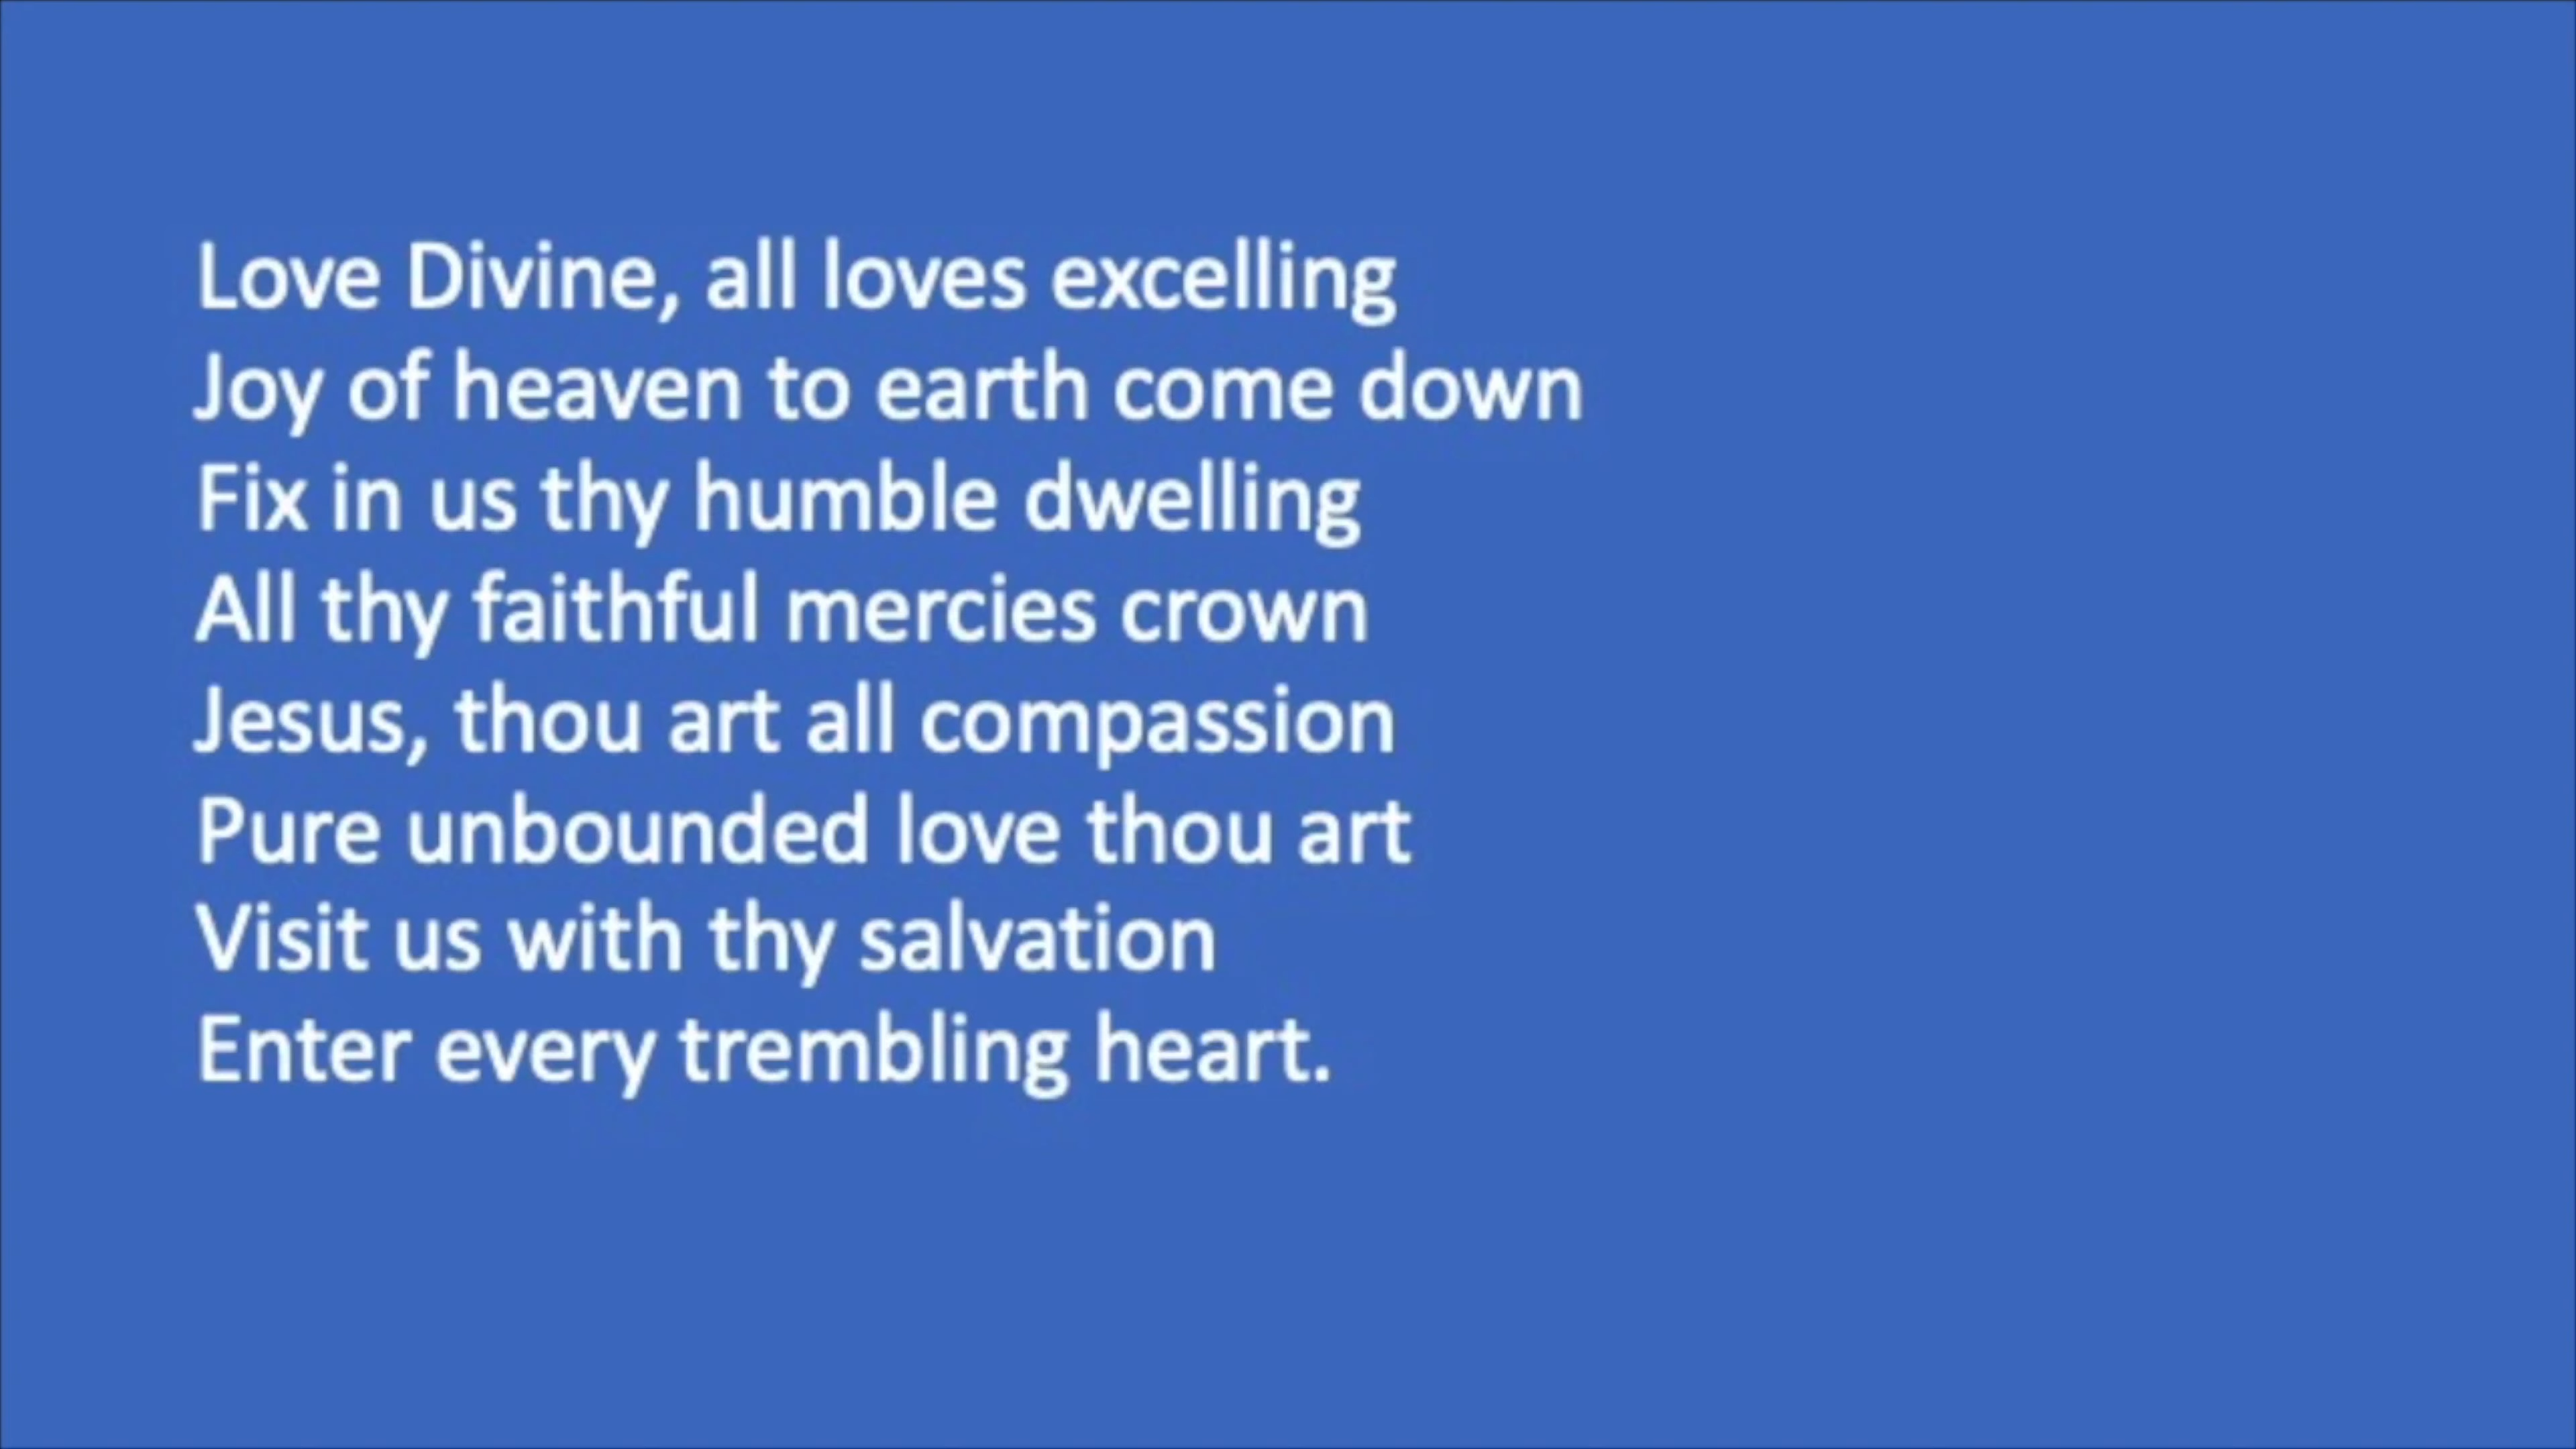 Love Divine, all loves excelling
Joy of heaven to earth come down
Fix in us thy humble dwelling
All thy faithful mercies crown
Jesus, thou art all compassion
Pure unbounded love thou art
Visit us with thy salvation
Enter every trembling heart.